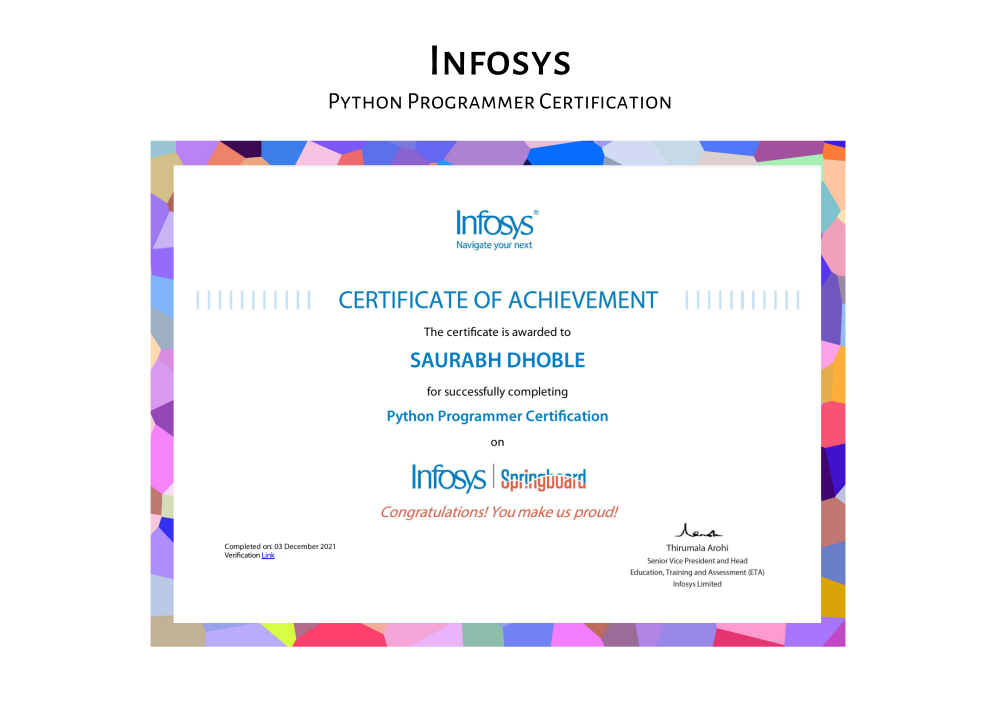 INFOSYS
PYTHON PROGRAMMER CERTIFICATION
Infosys®
Navigate your next
CERTIFICATE OF ACHIEVEMENT
The certificate is awarded to
SAURABH DHOBLE
for successfully completing
Python Programmer Certification
on
Infosys | Springboard
Congratulations! You make us proud!
Completed on: 03 December 2021
Verification Link
Thirumala Arohi
Senior Vice President and Head
Education, Training and Assessment (ETA)
Infosys Limited